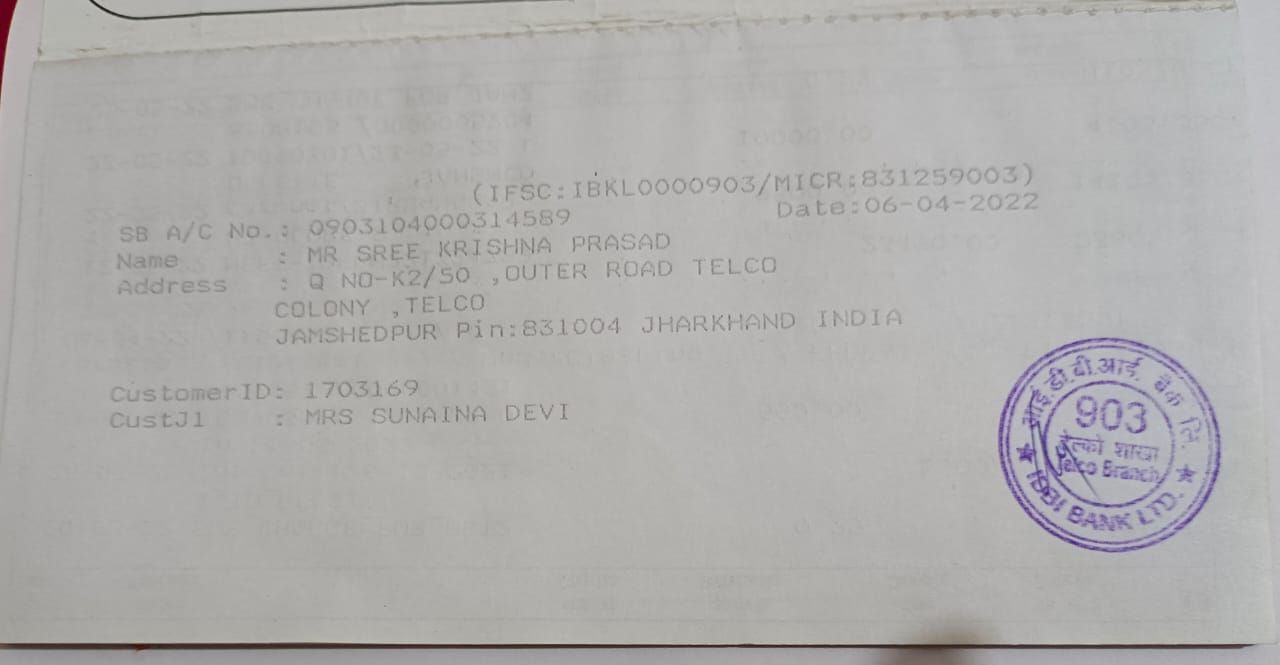 (IFSC:IBKL0000903/MICR:831259003)
SB A/C No.: 0903104000314589 Date:06-04-2022
Name : MR SREE KRISHNA PRASAD
Address : Q NO-K2/50 ,OUTER ROAD TELCO
COLONY ,TELCO
JAMSHEDPUR Pin:831004 JHARKHAND INDIA
CustomerID: 1703169
CustJ1 : MRS SUNAINA DEVI
आई.डी.बी.आई. बैंक लि.
903
टेल्को शाखा
Telco Branch
IDBI BANK LTD.